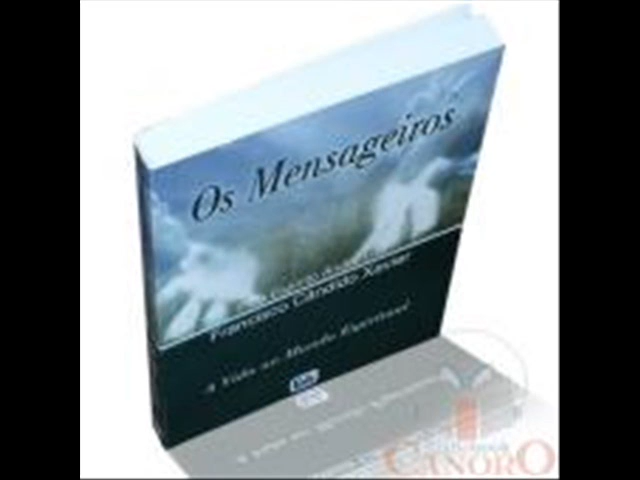 Os Mensageiros
Francisco Cândido Xavier
A Vida no Mundo Espiritual
CANORO